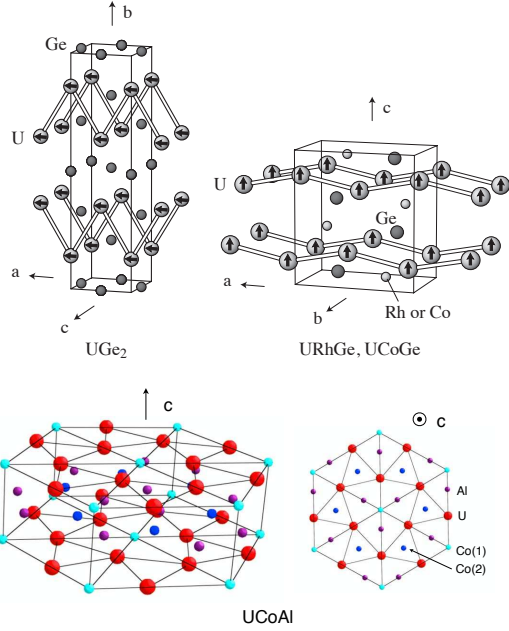 b
Ge
U
a
c
UGe2
c
U
Ge
a
b
Rh or Co
URhGe, UCoGe
c
c
Al
U
Co(1)
Co(2)
UCoAl